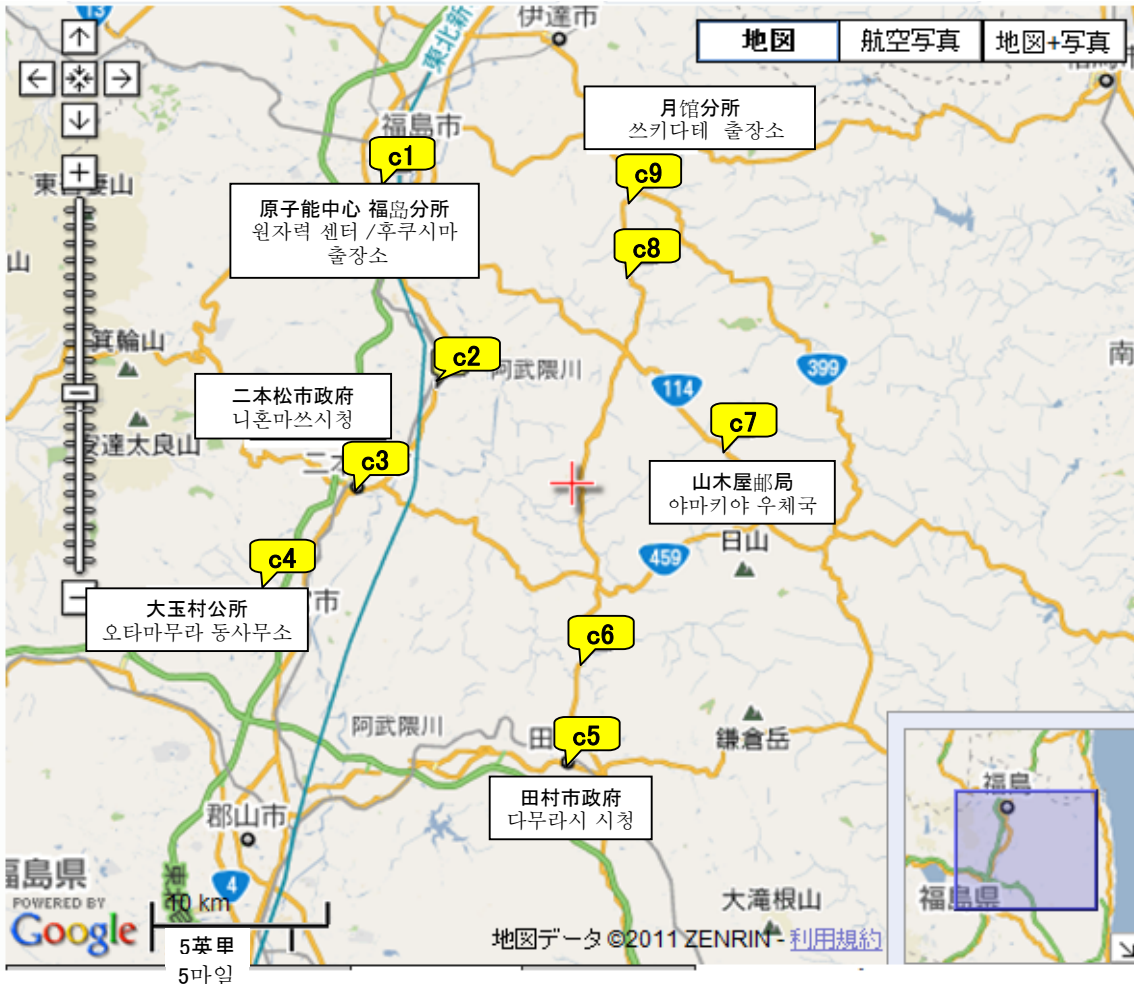 13
東北新
伊達市
地図
航空写真
地図+写真
月馆分所
쓰키다테 출장소
福島市
c1
c9
原子能中心 福岛分所
원자력 센터 /후쿠시마
출장소
c8
山
箕輪山
c2
阿武隈川
南
399
114
二本松市政府
니혼마쓰시청
安達太良山
c7
c3
山木屋邮局
야마키야 우체국
459
日山
c4
大玉村公所
오타마무라 동사무소
市
c6
阿武隈川
田
c5
鎌倉岳
田村市政府
다무라시 시청
福島
郡山市
福島県
福島県
4
大滝根山
POWERED BY
Google
10 km
5英里
5마일
地図データ ©2011 ZENRIN - 利用規約